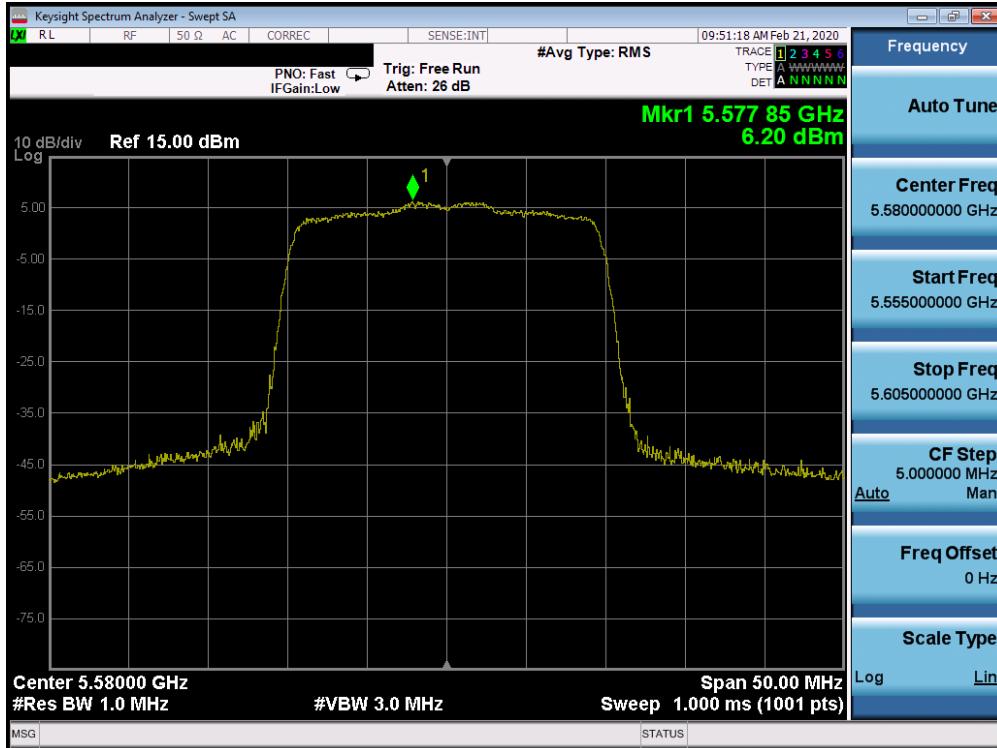 Keysight Spectrum Analyzer - Swept SA
LXI RL RF 50 Ω AC CORREC SENSE:INT 09:51:18 AM Feb 21, 2020
#Avg Type: RMS
TRACE 1 2 3 4 5 6
TYPE A WWWWW
DET A N N N N N
PNO: Fast
IFGain:Low
Trig: Free Run
Atten: 26 dB
Mkr1 5.577 85 GHz
6.20 dBm
10 dB/div Ref 15.00 dBm
Log
1
5.00
-5.00
-15.0
-25.0
-35.0
-45.0
-55.0
-65.0
-75.0
Center 5.58000 GHz Span 50.00 MHz
#Res BW 1.0 MHz #VBW 3.0 MHz Sweep 1.000 ms (1001 pts)
MSG STATUS
Frequency
Auto Tune
Center Freq
5.580000000 GHz
Start Freq
5.555000000 GHz
Stop Freq
5.605000000 GHz
CF Step
5.000000 MHz
Auto Man
Freq Offset
0 Hz
Scale Type
Log Lin